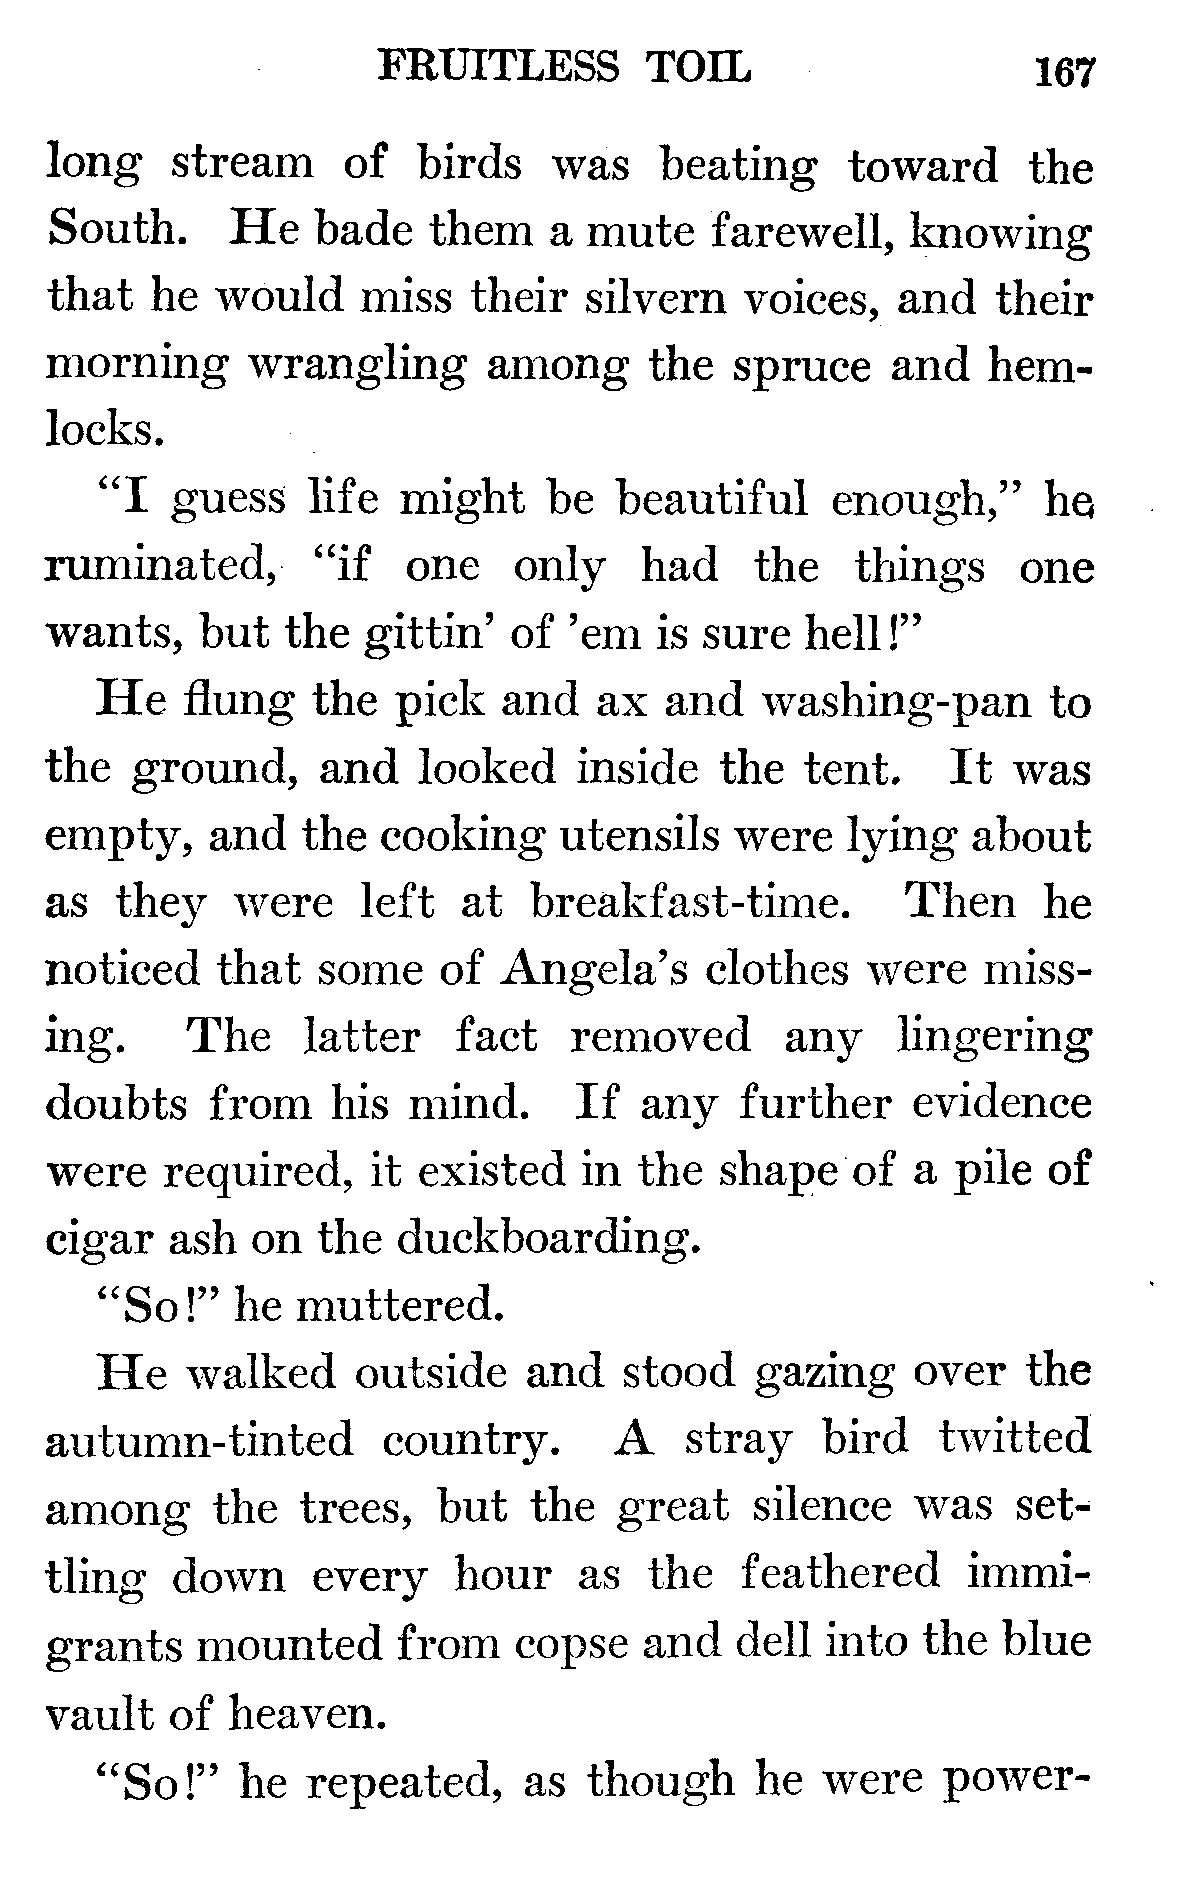 FRUITLESS TOIL 167
long stream of birds was beating toward the
South. He bade them a mute farewell, knowing
that he would miss their silvern voices, and their
morning wrangling among the spruce and hem-
locks.
“I guess life might be beautiful enough,” he
ruminated, “if one only had the things one
wants, but the gittin’ of ’em is sure hell!”
He flung the pick and ax and washing-pan to
the ground, and looked inside the tent. It was
empty, and the cooking utensils were lying about
as they were left at breakfast-time. Then he
noticed that some of Angela’s clothes were miss-
ing. The latter fact removed any lingering
doubts from his mind. If any further evidence
were required, it existed in the shape of a pile of
cigar ash on the duckboarding.
“So!” he muttered.
He walked outside and stood gazing over the
autumn-tinted country. A stray bird twitted
among the trees, but the great silence was set-
tling down every hour as the feathered immi-
grants mounted from copse and dell into the blue
vault of heaven.
“So!” he repeated, as though he were power-